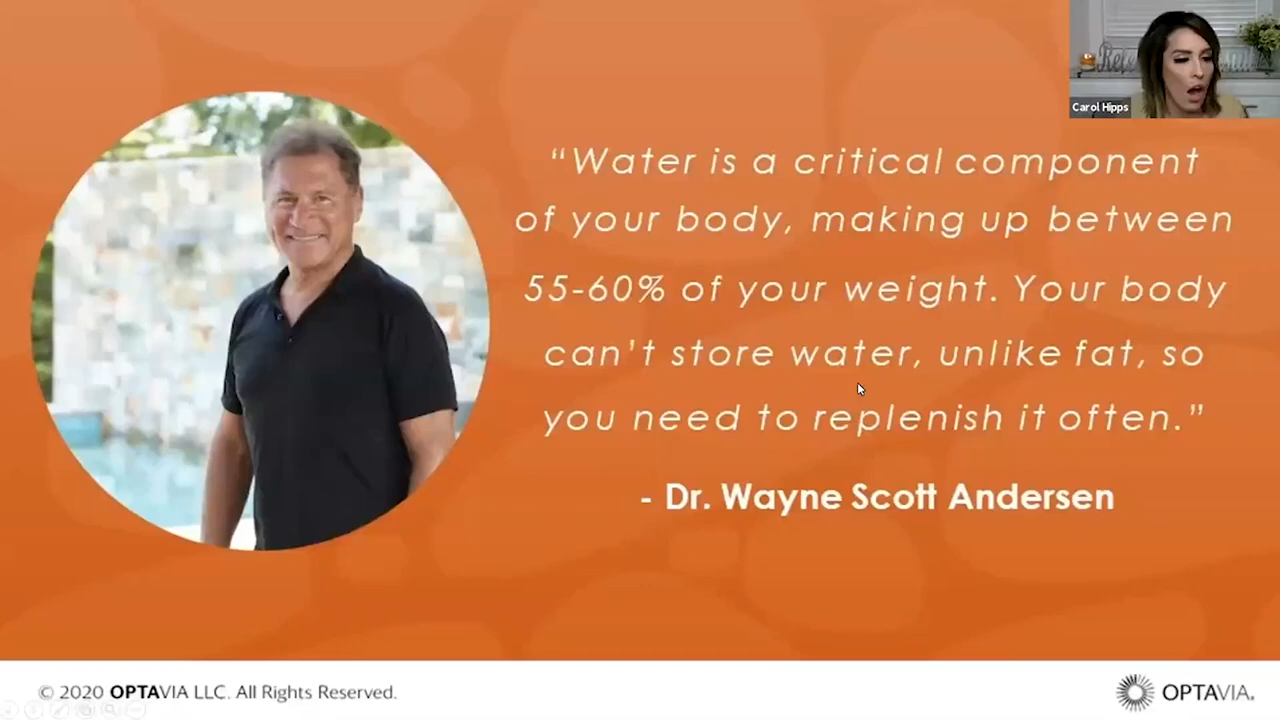 Carol Hipps
“Water is a critical component
of your body, making up between
55-60% of your weight. Your body
can’t store water, unlike fat, so
you need to replenish it often.”
- Dr. Wayne Scott Andersen
© 2020 OPTAVIA LLC. All Rights Reserved.
OPTAVIA.